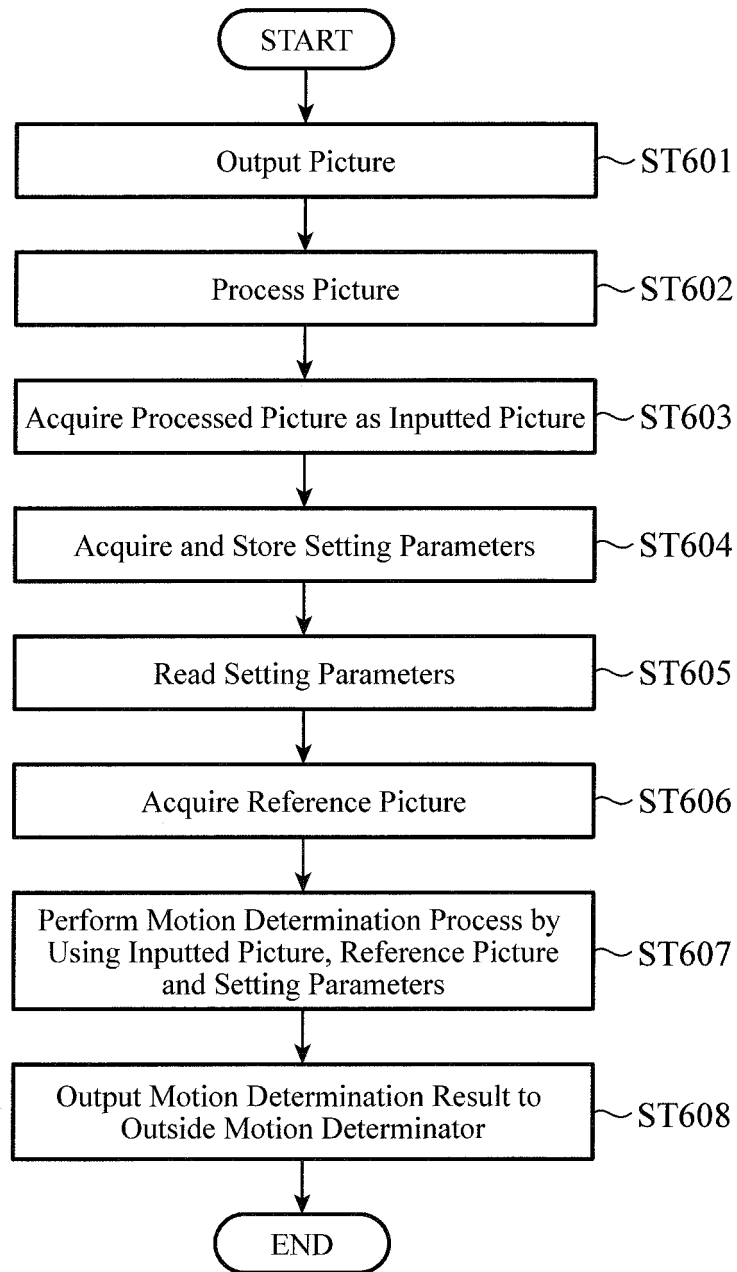 START
Output Picture
ST601
Process Picture
ST602
Acquire Processed Picture as Inputted Picture
ST603
Acquire and Store Setting Parameters
ST604
Read Setting Parameters
ST605
Acquire Reference Picture
ST606
Perform Motion Determination Process by
Using Inputted Picture, Reference Picture
and Setting Parameters
ST607
Output Motion Determination Result to
Outside Motion Determinator
ST608
END